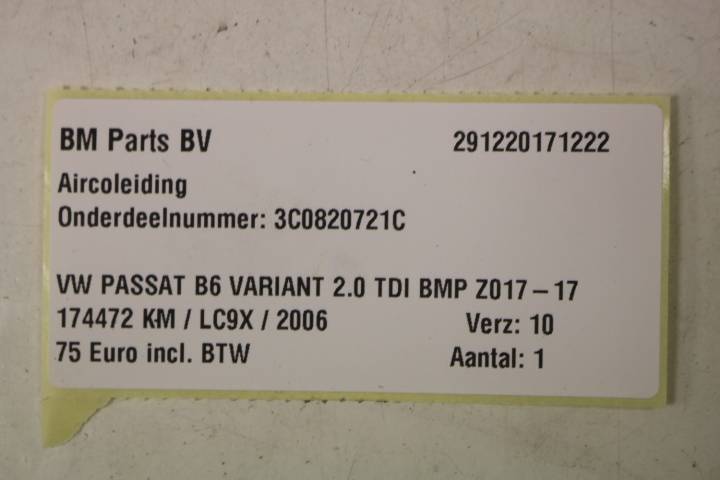 BM Parts BV 291220171222
Aircoleiding
Onderdeelnummer: 3C0820721C
VW PASSAT B6 VARIANT 2.0 TDI BMP Z017-17
174472 KM / LC9X / 2006 Verz: 10
75 Euro incl. BTW Aantal: 1